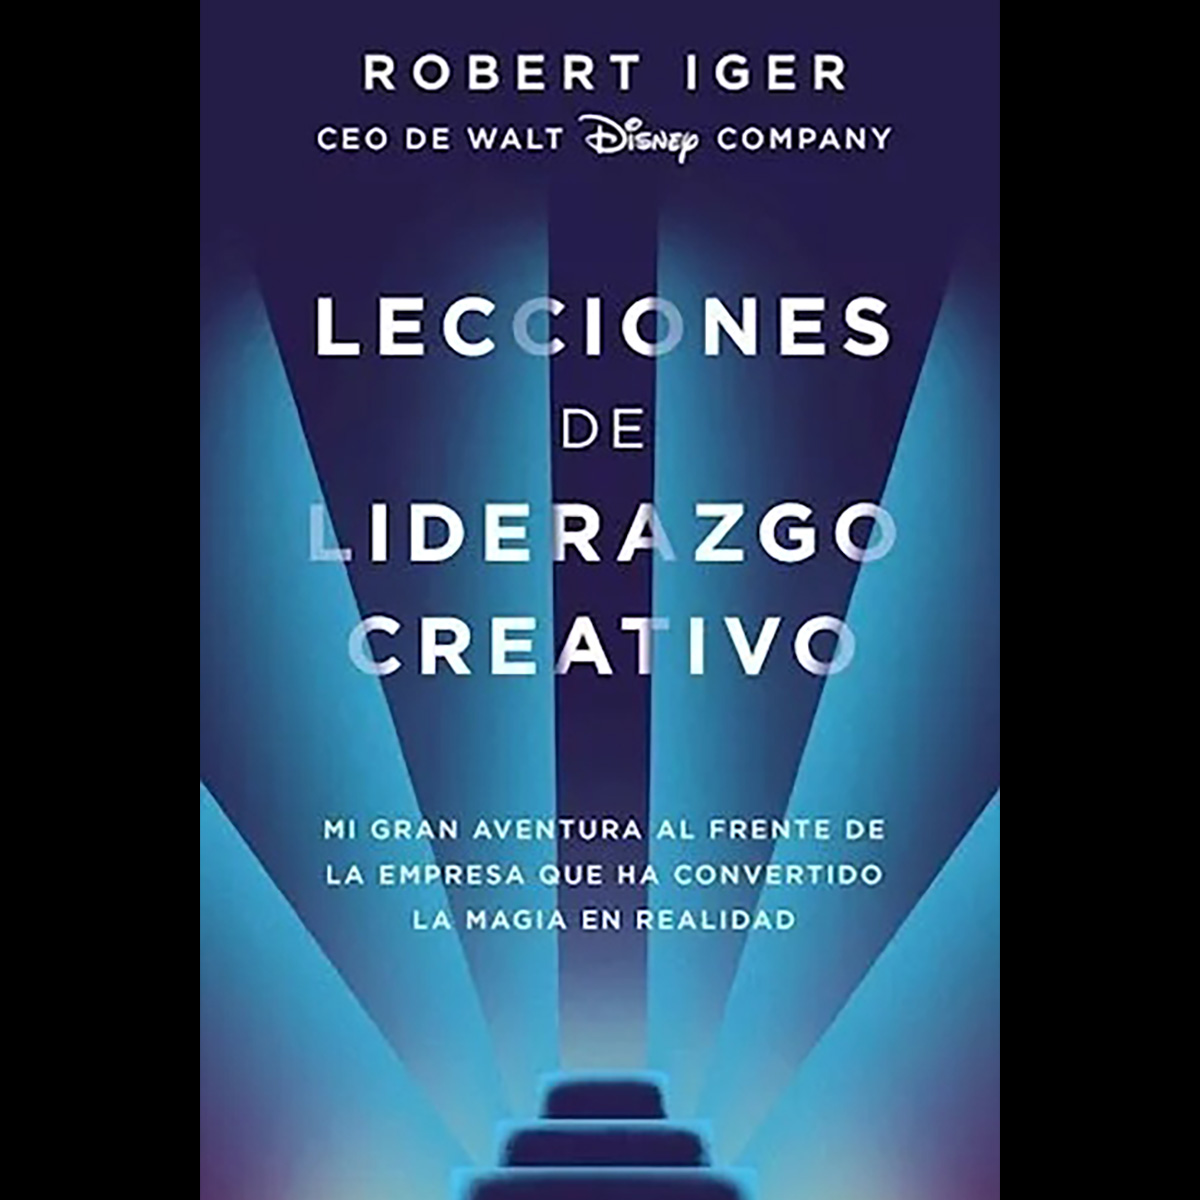 ROBERT IGER
CEO DE WALT Disney COMPANY
LECCIONES
DE
LIDERAZGO
CREATIVO
MI GRAN AVENTURA AL FRENTE DE
LA EMPRESA QUE HA CONVERTIDO
LA MAGIA EN REALIDAD